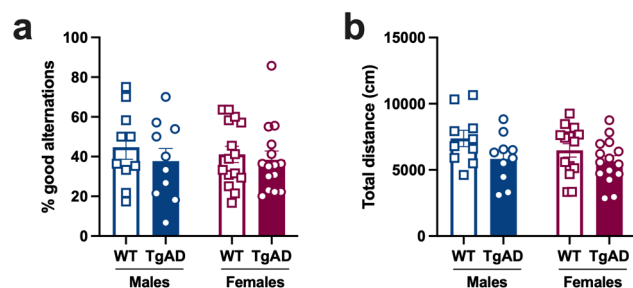 a
% good alternations
100
80
60
40
20
0
WT TgAD WT TgAD
Males Females
b
Total distance (cm)
15000
10000
5000
0
WT TgAD WT TgAD
Males Females